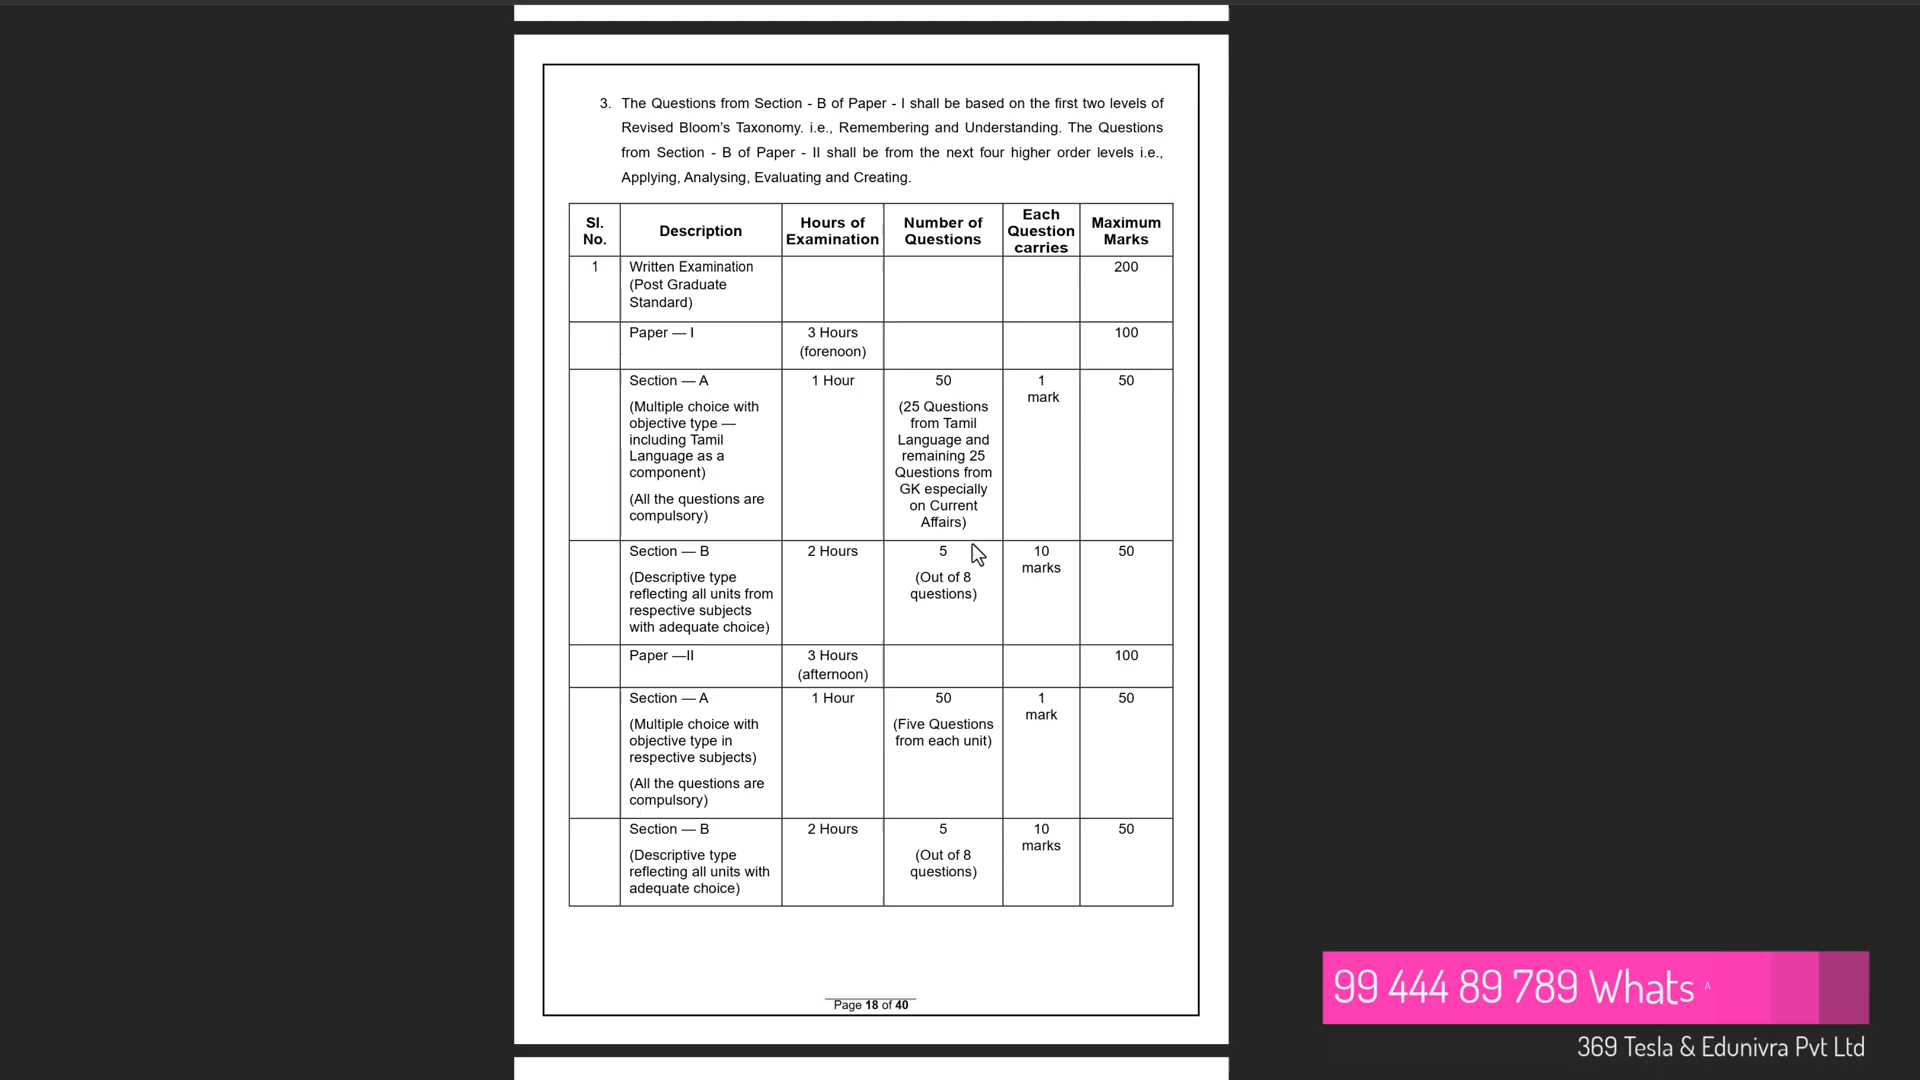 3. The Questions from Section - B of Paper - I shall be based on the first two levels of
Revised Bloom's Taxonomy. i.e., Remembering and Understanding. The Questions
from Section - B of Paper - II shall be from the next four higher order levels i.e.,
Applying, Analysing, Evaluating and Creating.
Sl. No. Description Hours of Examination Number of Questions Each Question carries Maximum Marks
1 Written Examination (Post Graduate Standard) 200
Paper — I 3 Hours (forenoon) 100
Section — A 1 Hour 50 1 mark 50
(Multiple choice with
objective type —
including Tamil
Language as a
component)
(All the questions are
compulsory)
(25 Questions
from Tamil
Language and
remaining 25
Questions from
GK especially
on Current
Affairs)
Section — B 2 Hours 5 10 marks 50
(Descriptive type
reflecting all units from
respective subjects
with adequate choice)
(Out of 8
questions)
Paper —II 3 Hours (afternoon) 100
Section — A 1 Hour 50 1 mark 50
(Multiple choice with
objective type in
respective subjects)
(All the questions are
compulsory)
(Five Questions
from each unit)
Section — B 2 Hours 5 10 marks 50
(Descriptive type
reflecting all units with
adequate choice)
(Out of 8
questions)
Page 18 of 40
99 444 89 789 Whats A
369 Tesla & Edunivra Pvt Ltd